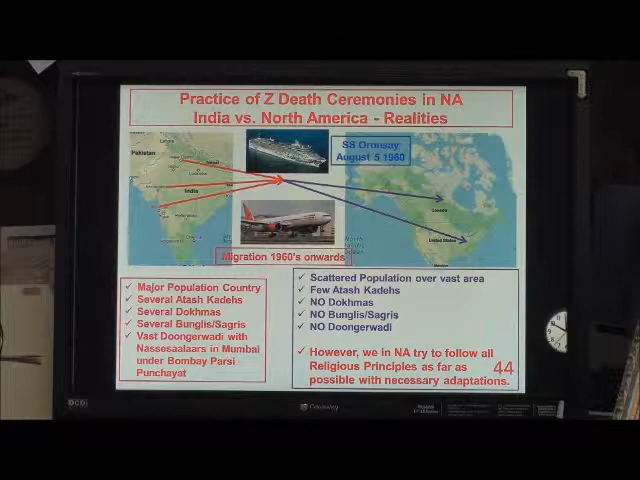 Practice of Z Death Ceremonies in NA
India vs. North America - Realities
SS Oronsay;
August 5 1960
Pakistan
India
Canada
United States
Migration 1960's onwards
✓ Major Population Country
✓ Several Atash Kadehs
✓ Several Dokhmas
✓ Several Bunglis/Sagris
✓ Vast Doongerwadi with
Nassesaalaars in Mumbai
under Bombay Parsi
Punchayat
✓ Scattered Population over vast area
✓ Few Atash Kadehs
✓ NO Dokhmas
✓ NO Bunglis/Sagris
✓ NO Doongerwadi
✓ However, we in NA try to follow all
Religious Principles as far as
possible with necessary adaptations.
44